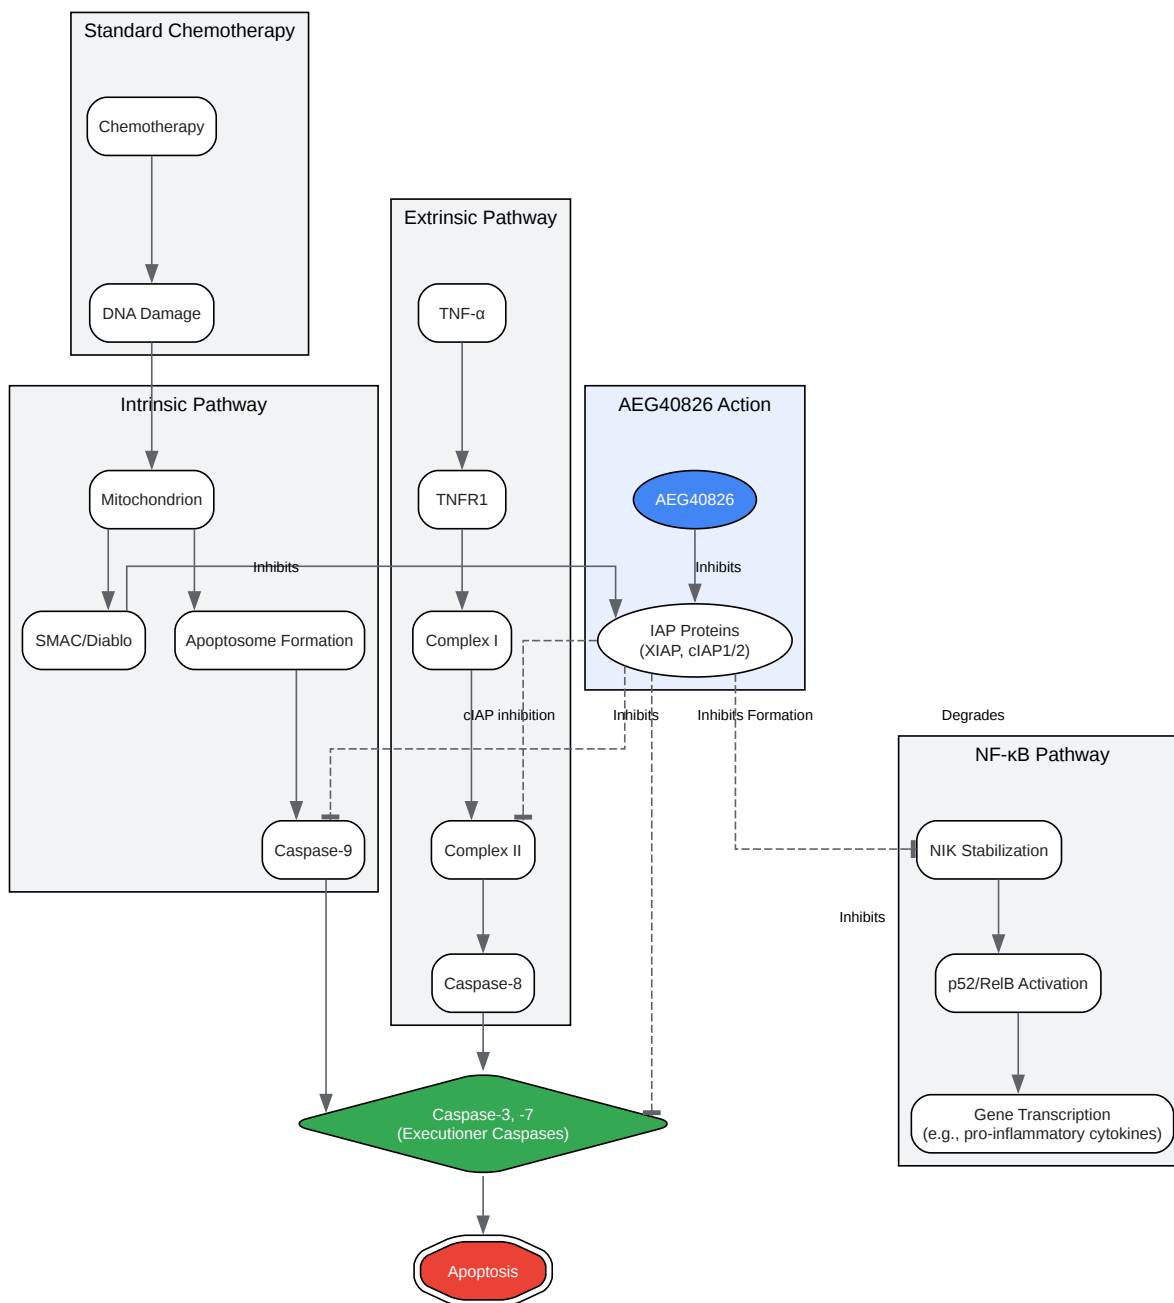 Standard Chemotherapy
Chemotherapy
DNA Damage
Extrinsic Pathway
TNF-α
TNFR1
Complex I
cIAP inhibition
Complex II
Caspase-8
Intrinsic Pathway
Mitochondrion
Inhibits
SMAC/Diablo
Apoptosome Formation
Caspase-9
AEG40826 Action
AEG40826
Inhibits
IAP Proteins
(XIAP, cIAP1/2)
Inhibits
Inhibits Formation
Degrades
NF-κB Pathway
NIK Stabilization
Inhibits
p52/RelB Activation
Gene Transcription
(e.g., pro-inflammatory cytokines)
Caspase-3, -7
(Executioner Caspases)
Apoptosis